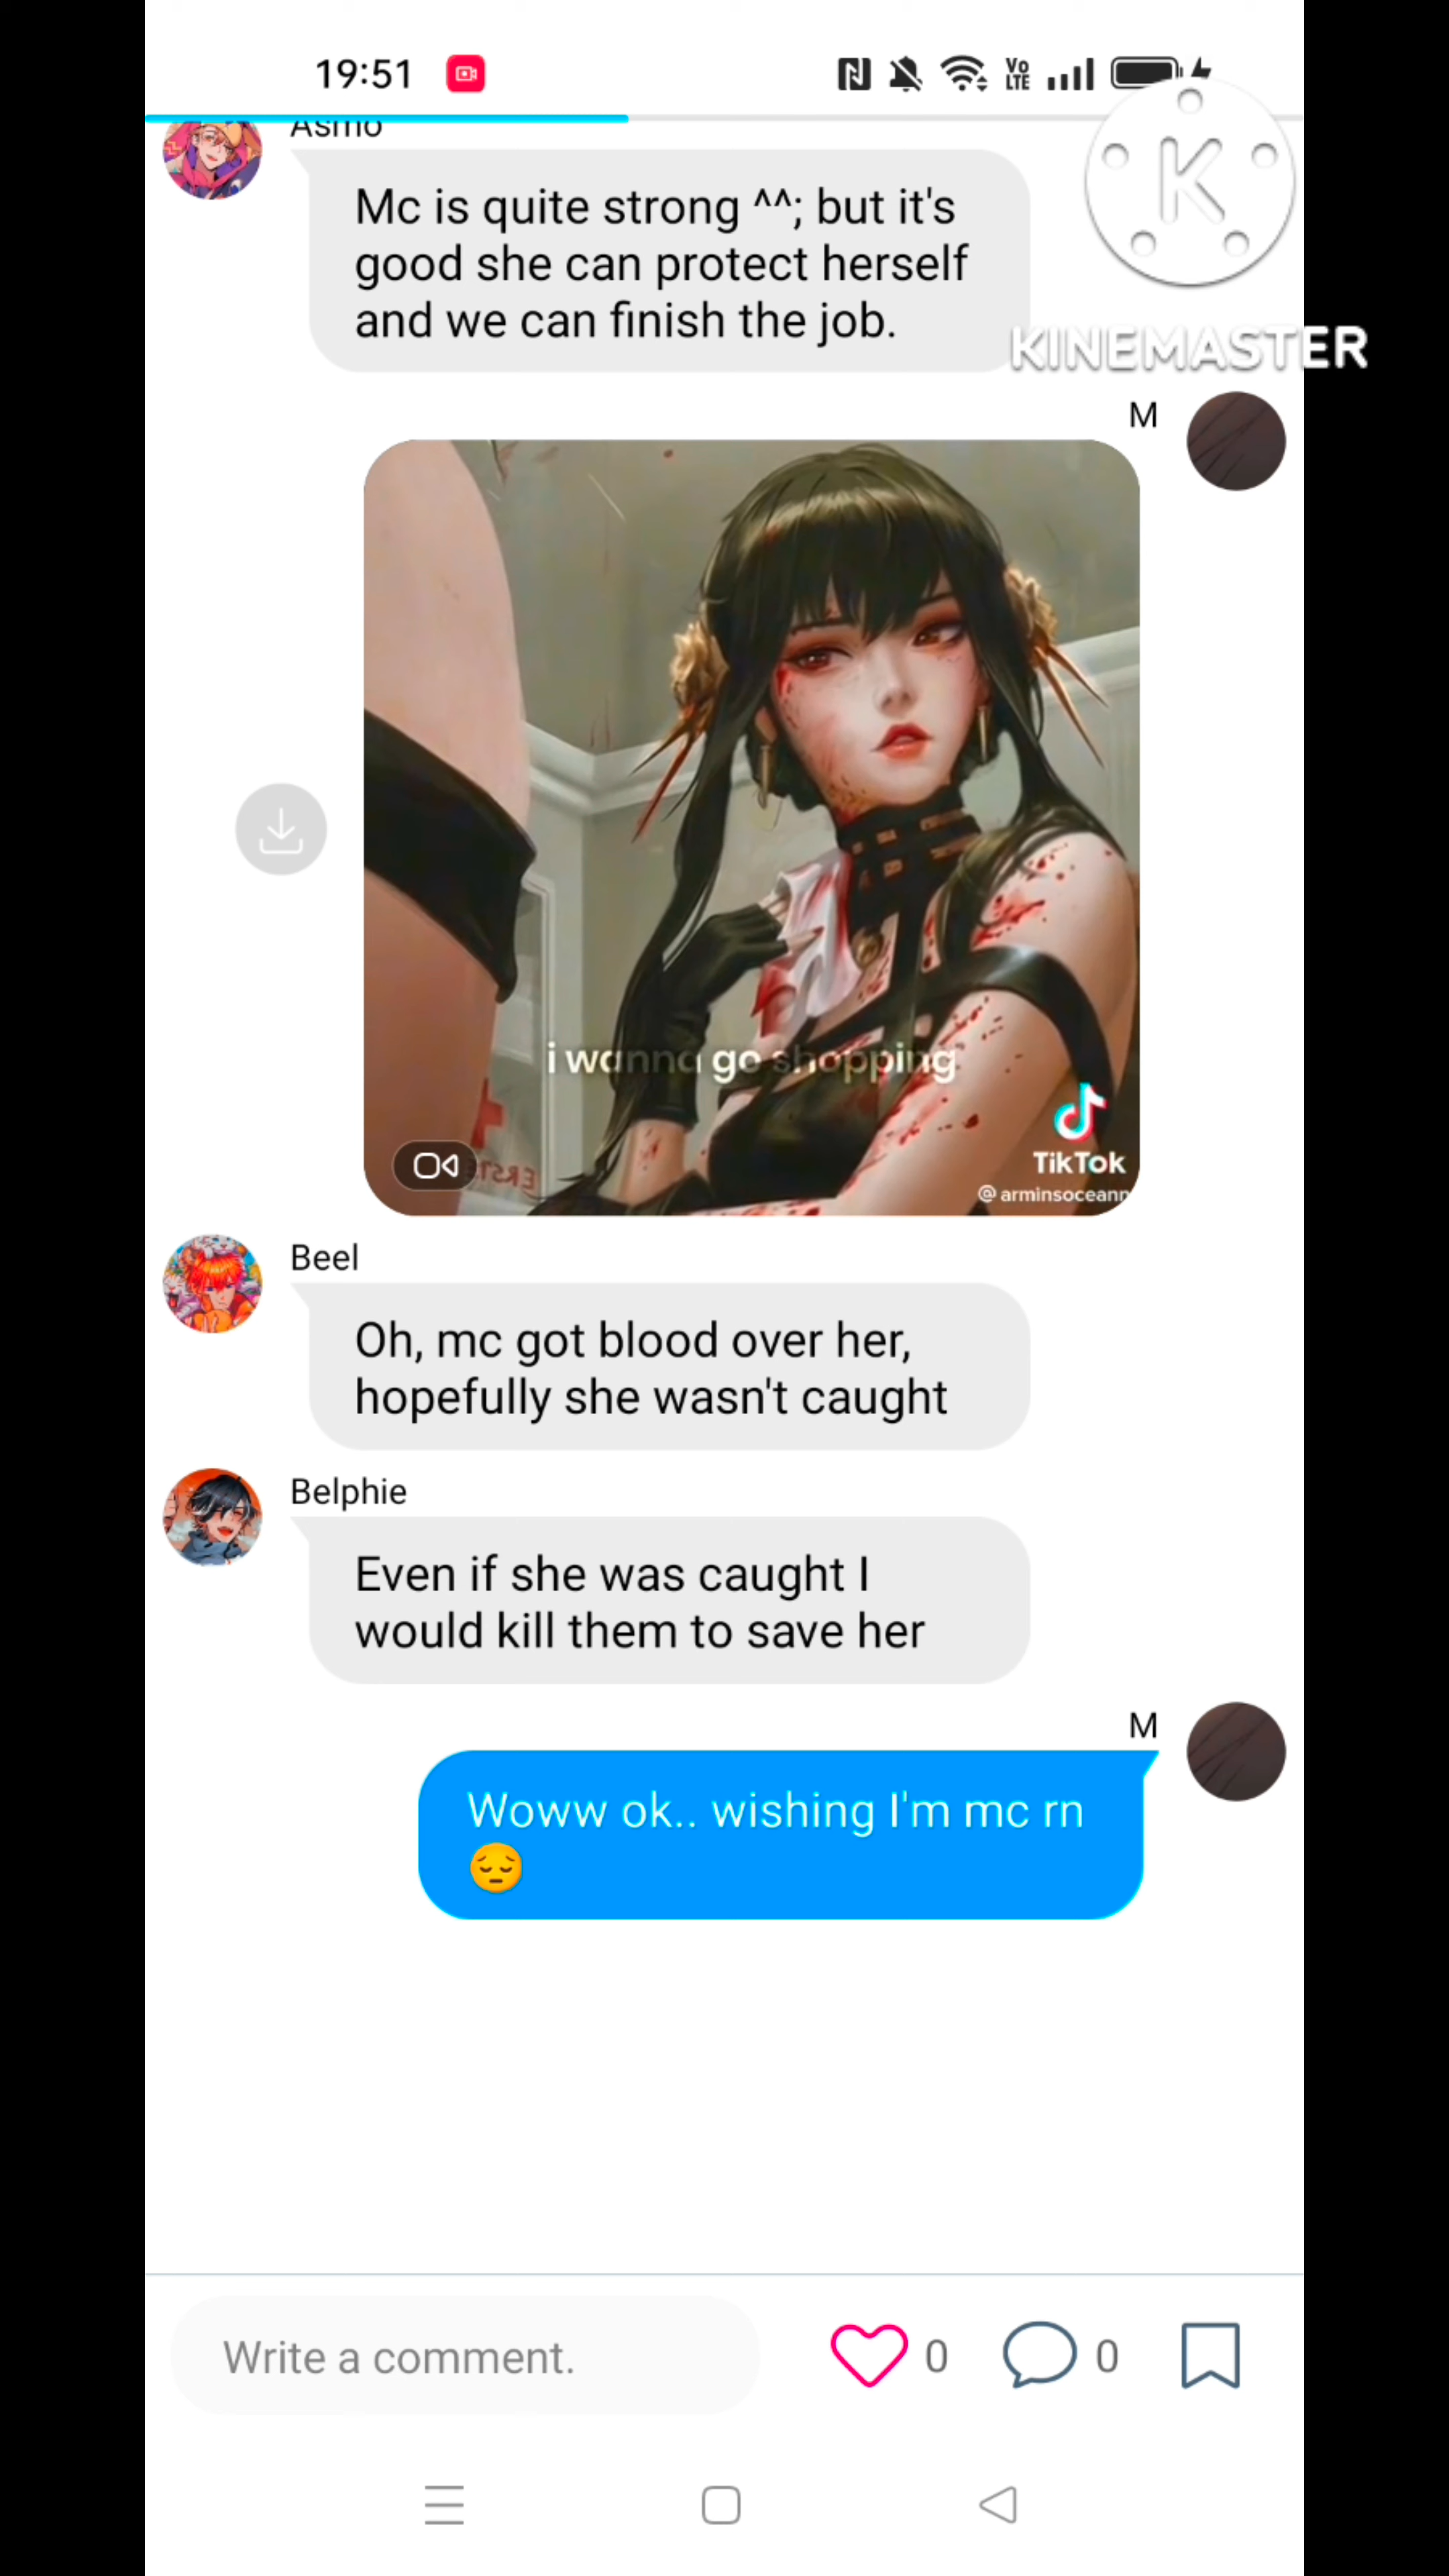 19:51
Vo
LTE
Asmo
Mc is quite strong ^^; but it's
good she can protect herself
and we can finish the job.
K
KINEMASTER
M
i wanna go shopping
TikTok
@arminsoceann
Beel
Oh, mc got blood over her,
hopefully she wasn't caught
Belphie
Even if she was caught I
would kill them to save her
M
Woww ok.. wishing I'm mc rn
😔
Write a comment.
0
0